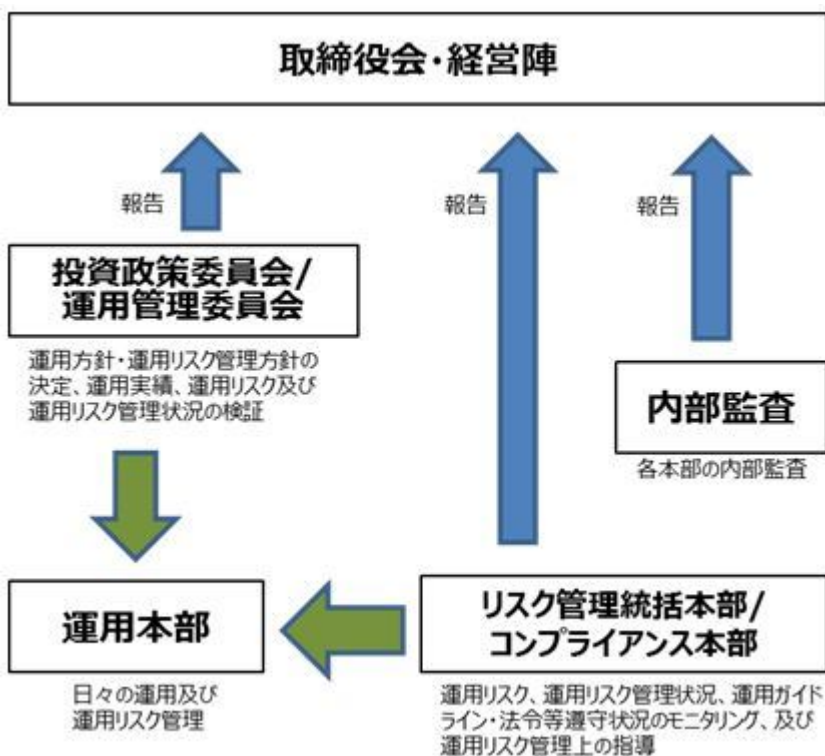 取締役会・経営陣
報告
報告
報告
投資政策委員会/
運用管理委員会
運用方針・運用リスク管理方針の
決定、運用実績、運用リスク及び
運用リスク管理状況の検証
内部監査
各本部の内部監査
運用本部
日々の運用及び
運用リスク管理
リスク管理統括本部/
コンプライアンス本部
運用リスク、運用リスク管理状況、運用ガイド
ライン・法令等遵守状況のモニタリング、及び
運用リスク管理上の指導